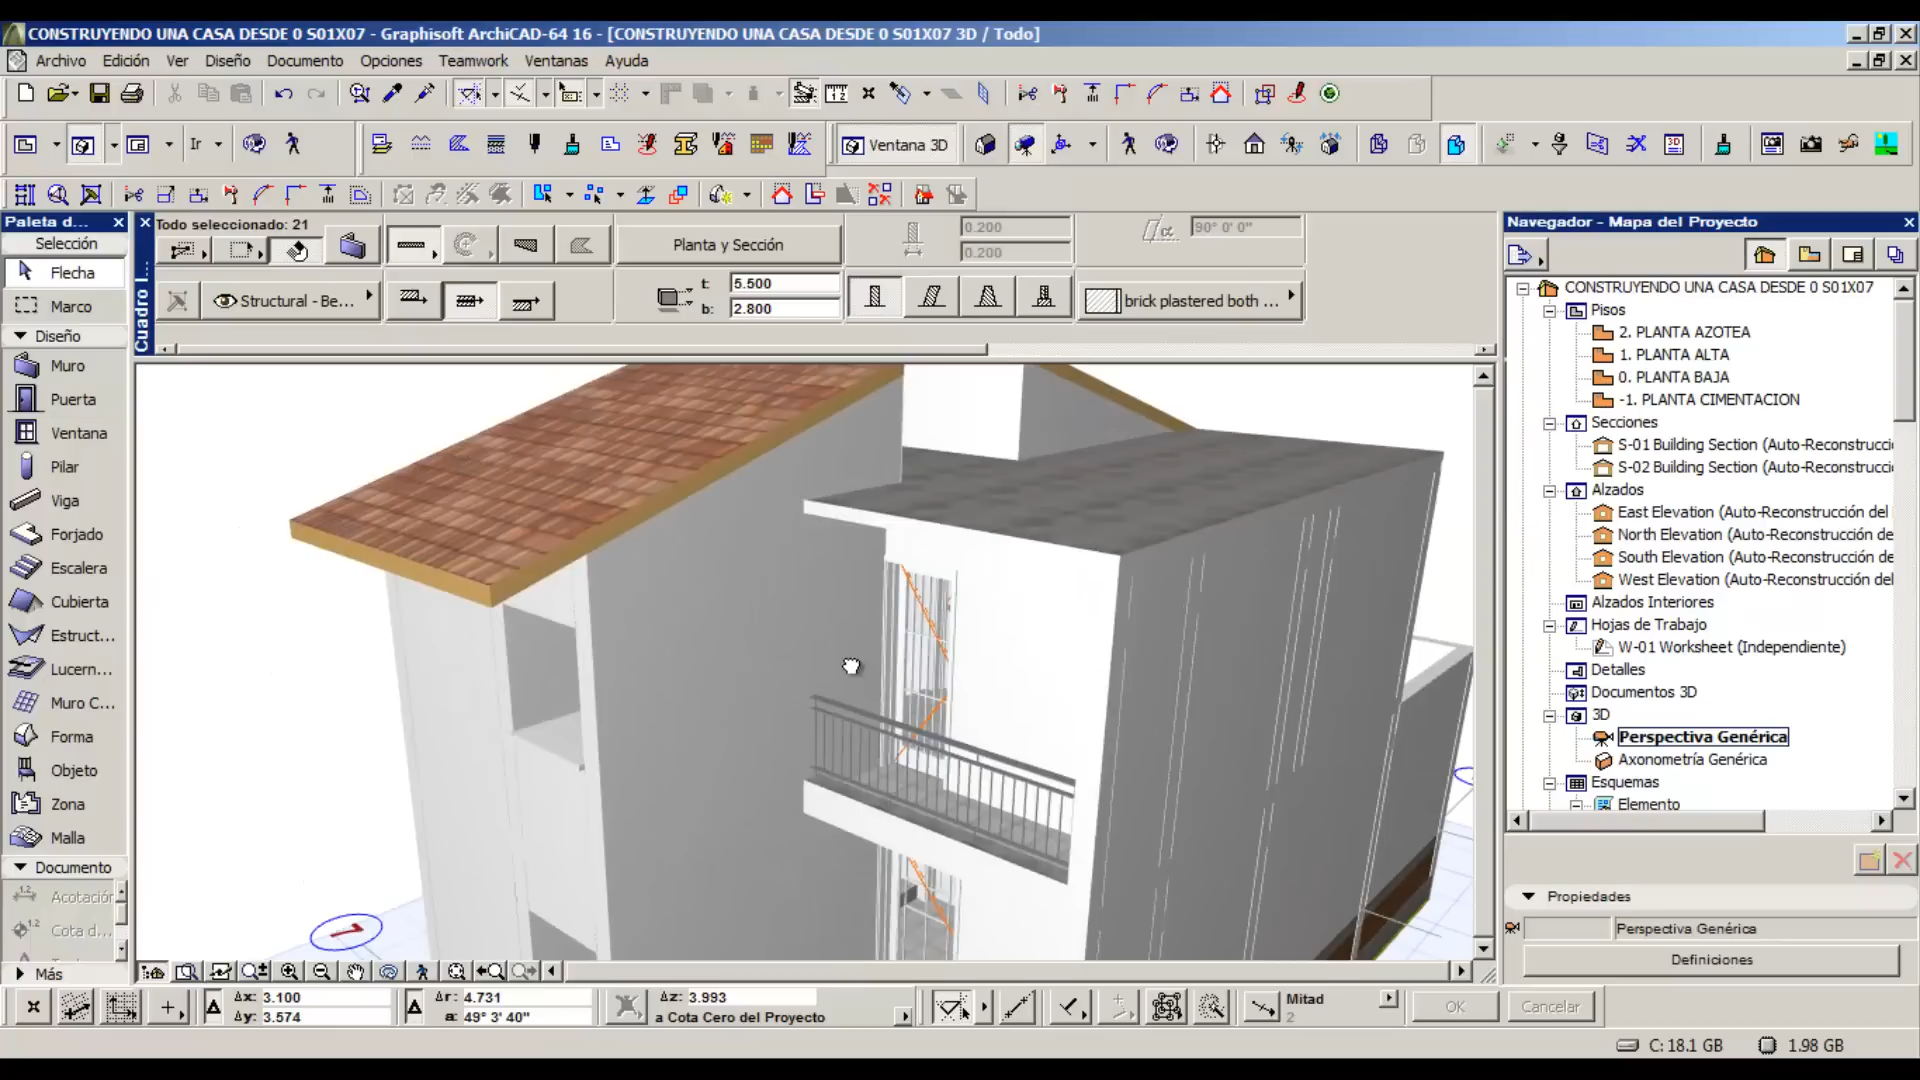 CONSTRUYENDO UNA CASA DESDE 0 S01X07 - Graphisoft ArchiCAD-64 16 - [CONSTRUYENDO UNA CASA DESDE 0 S01X07 3D / Todo]
Archivo Edición Ver Diseño Documento Opciones Teamwork Ventanas Ayuda
Ir
Ventana 3D
Paleta d...
Selección
Flecha
Marco
Diseño
Muro
Puerta
Ventana
Pilar
Viga
Forjado
Escalera
Cubierta
Estruct...
Lucern...
Muro C...
Forma
Objeto
Zona
Malla
Documento
Acotación
Cota d...
Más
Cuadro I...
Todo seleccionado: 21
Structural - Be...
Planta y Sección
t: 5.500
b: 2.800
0.200
0.200
90° 0' 0"
brick plastered both ...
Navegador - Mapa del Proyecto
CONSTRUYENDO UNA CASA DESDE 0 S01X07
Pisos
2. PLANTA AZOTEA
1. PLANTA ALTA
0. PLANTA BAJA
-1. PLANTA CIMENTACION
Secciones
S-01 Building Section (Auto-Reconstrucci
S-02 Building Section (Auto-Reconstrucci
Alzados
East Elevation (Auto-Reconstrucción del
North Elevation (Auto-Reconstrucción de
South Elevation (Auto-Reconstrucción de
West Elevation (Auto-Reconstrucción del
Alzados Interiores
Hojas de Trabajo
W-01 Worksheet (Independiente)
Detalles
Documentos 3D
3D
Perspectiva Genérica
Axonometría Genérica
Esquemas
Elemento
Propiedades
Perspectiva Genérica
Definiciones
Δx: 3.100
Δy: 3.574
Δr: 4.731
a: 49° 3' 40"
Δz: 3.993
a Cota Cero del Proyecto
Mitad
2
OK
Cancelar
C: 18.1 GB
1.98 GB